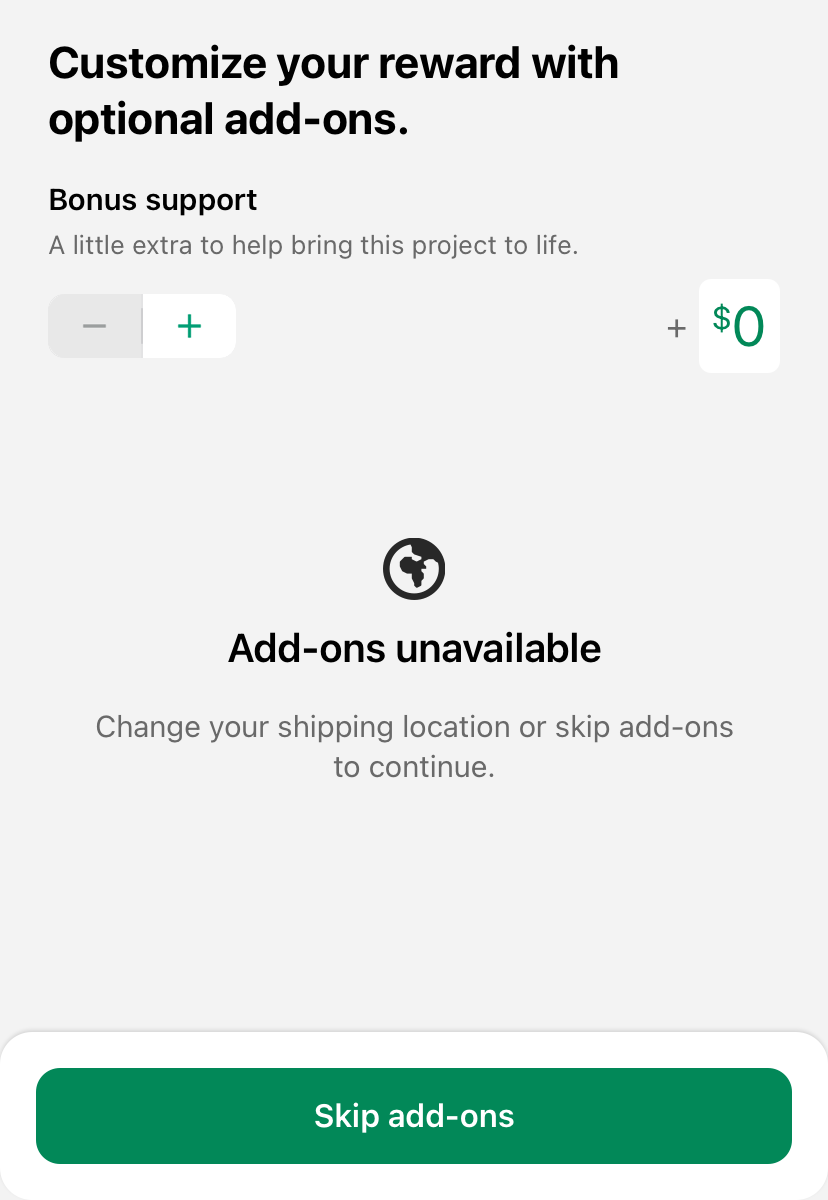 Customize your reward with
optional add-ons.
Bonus support
A little extra to help bring this project to life.
− +
+ $0
Add-ons unavailable
Change your shipping location or skip add-ons
to continue.
Skip add-ons